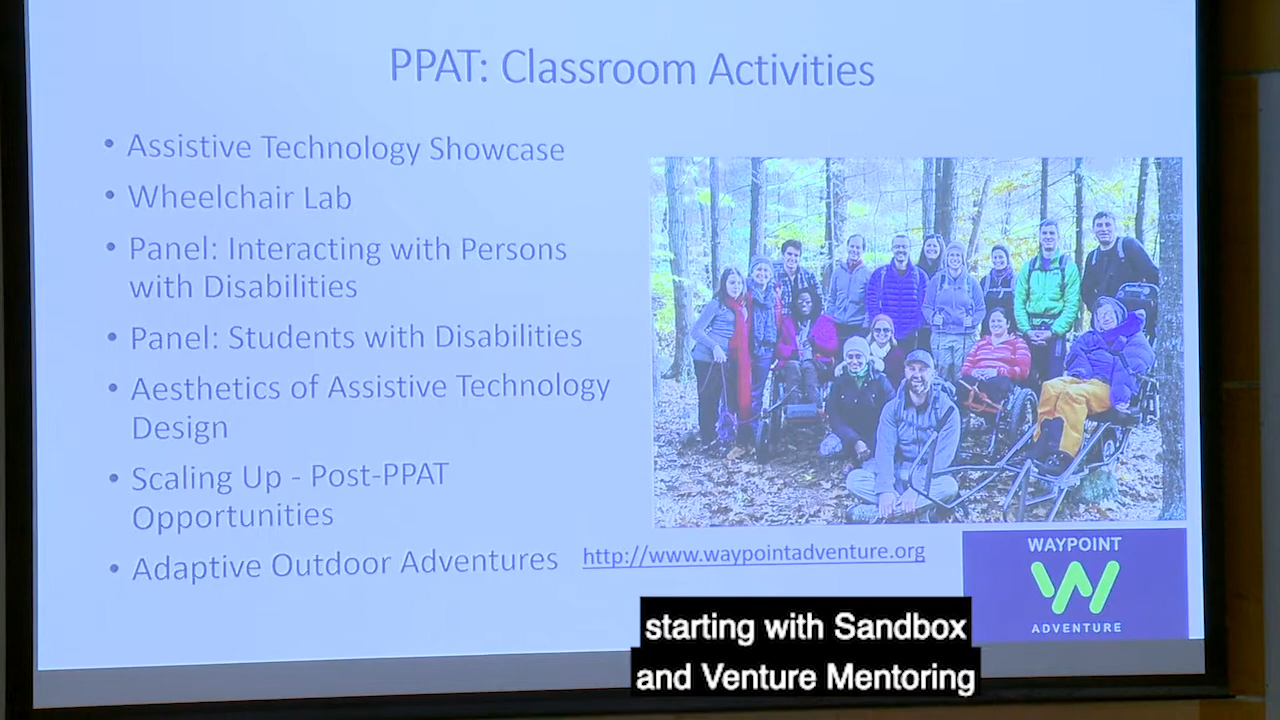 PPAT: Classroom Activities
• Assistive Technology Showcase
• Wheelchair Lab
• Panel: Interacting with Persons
with Disabilities
• Panel: Students with Disabilities
• Aesthetics of Assistive Technology
Design
• Scaling Up - Post-PPAT
Opportunities
• Adaptive Outdoor Adventures
http://www.waypointadventure.org
WAYPOINT
ADVENTURE
starting with Sandbox
and Venture Mentoring